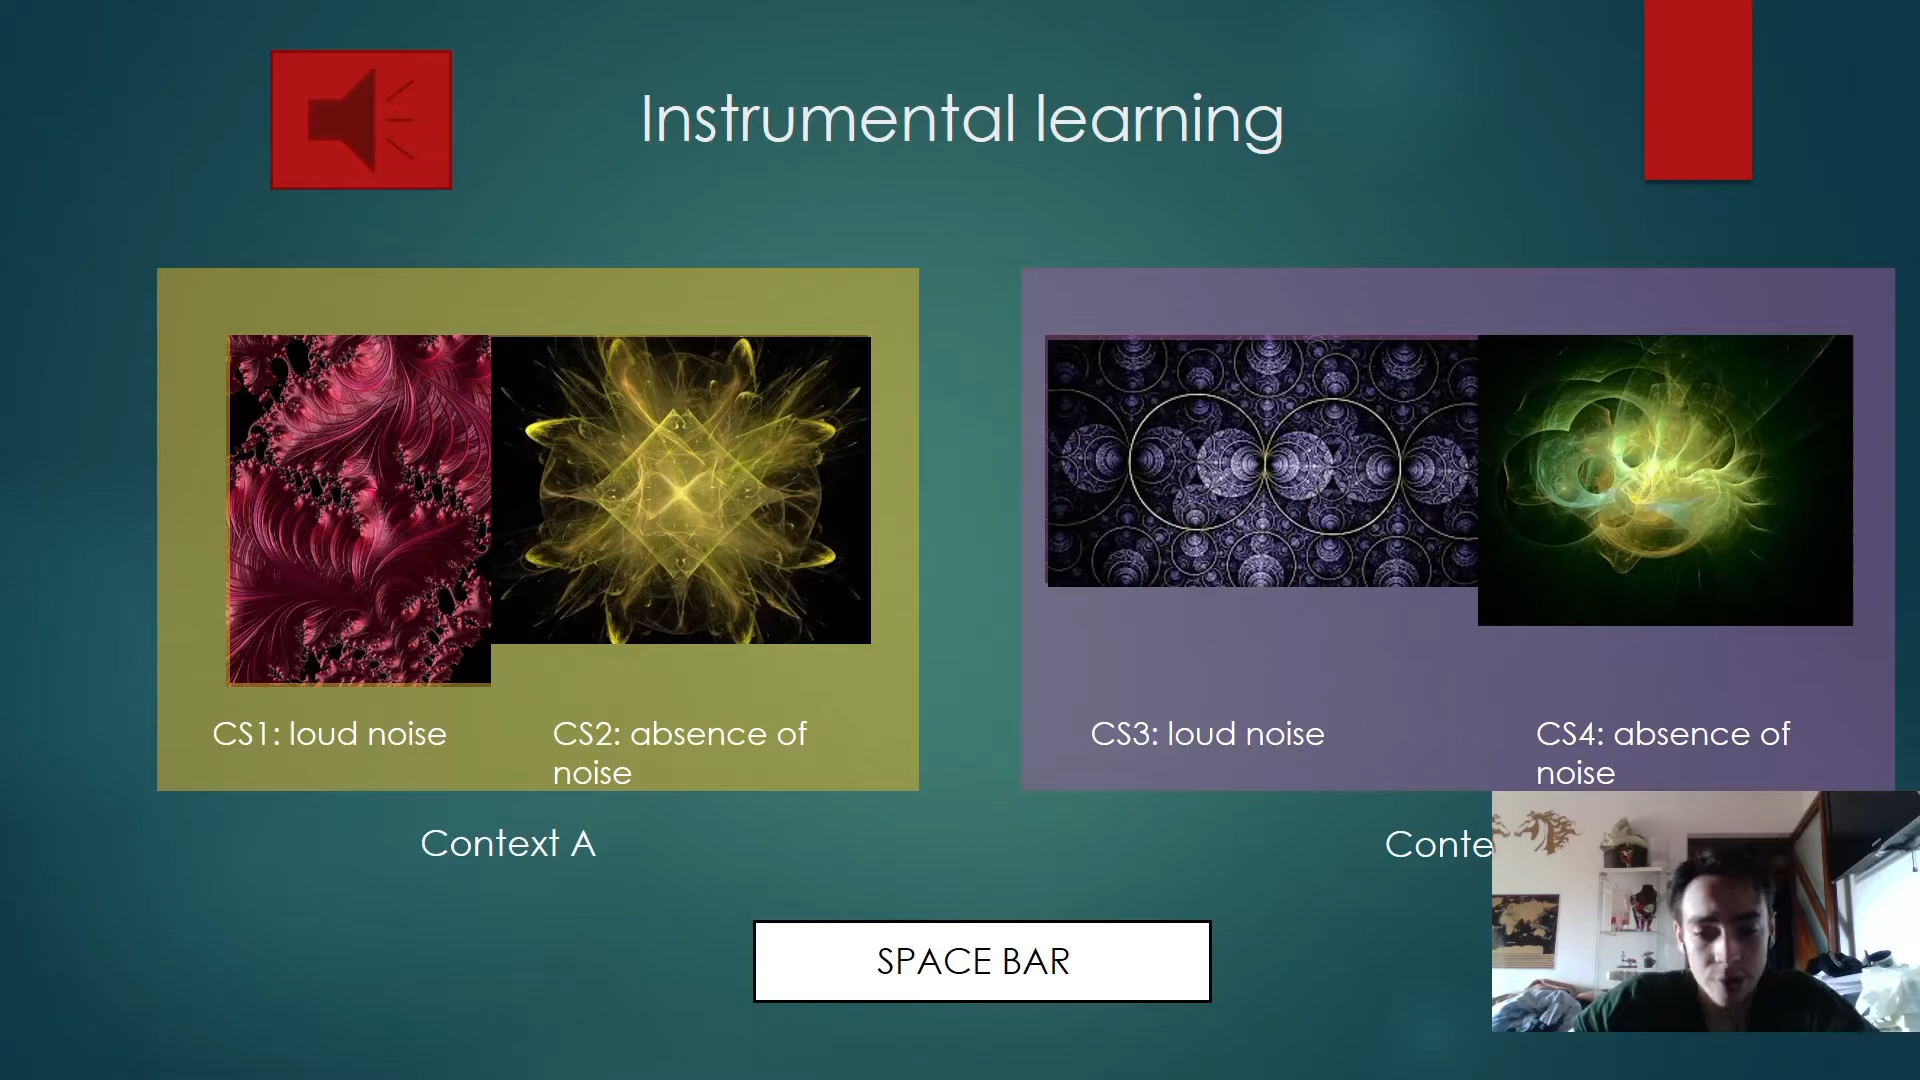 Instrumental learning
CS1: loud noise
CS2: absence of
noise
CS3: loud noise
CS4: absence of
noise
Context A
Conte
SPACE BAR